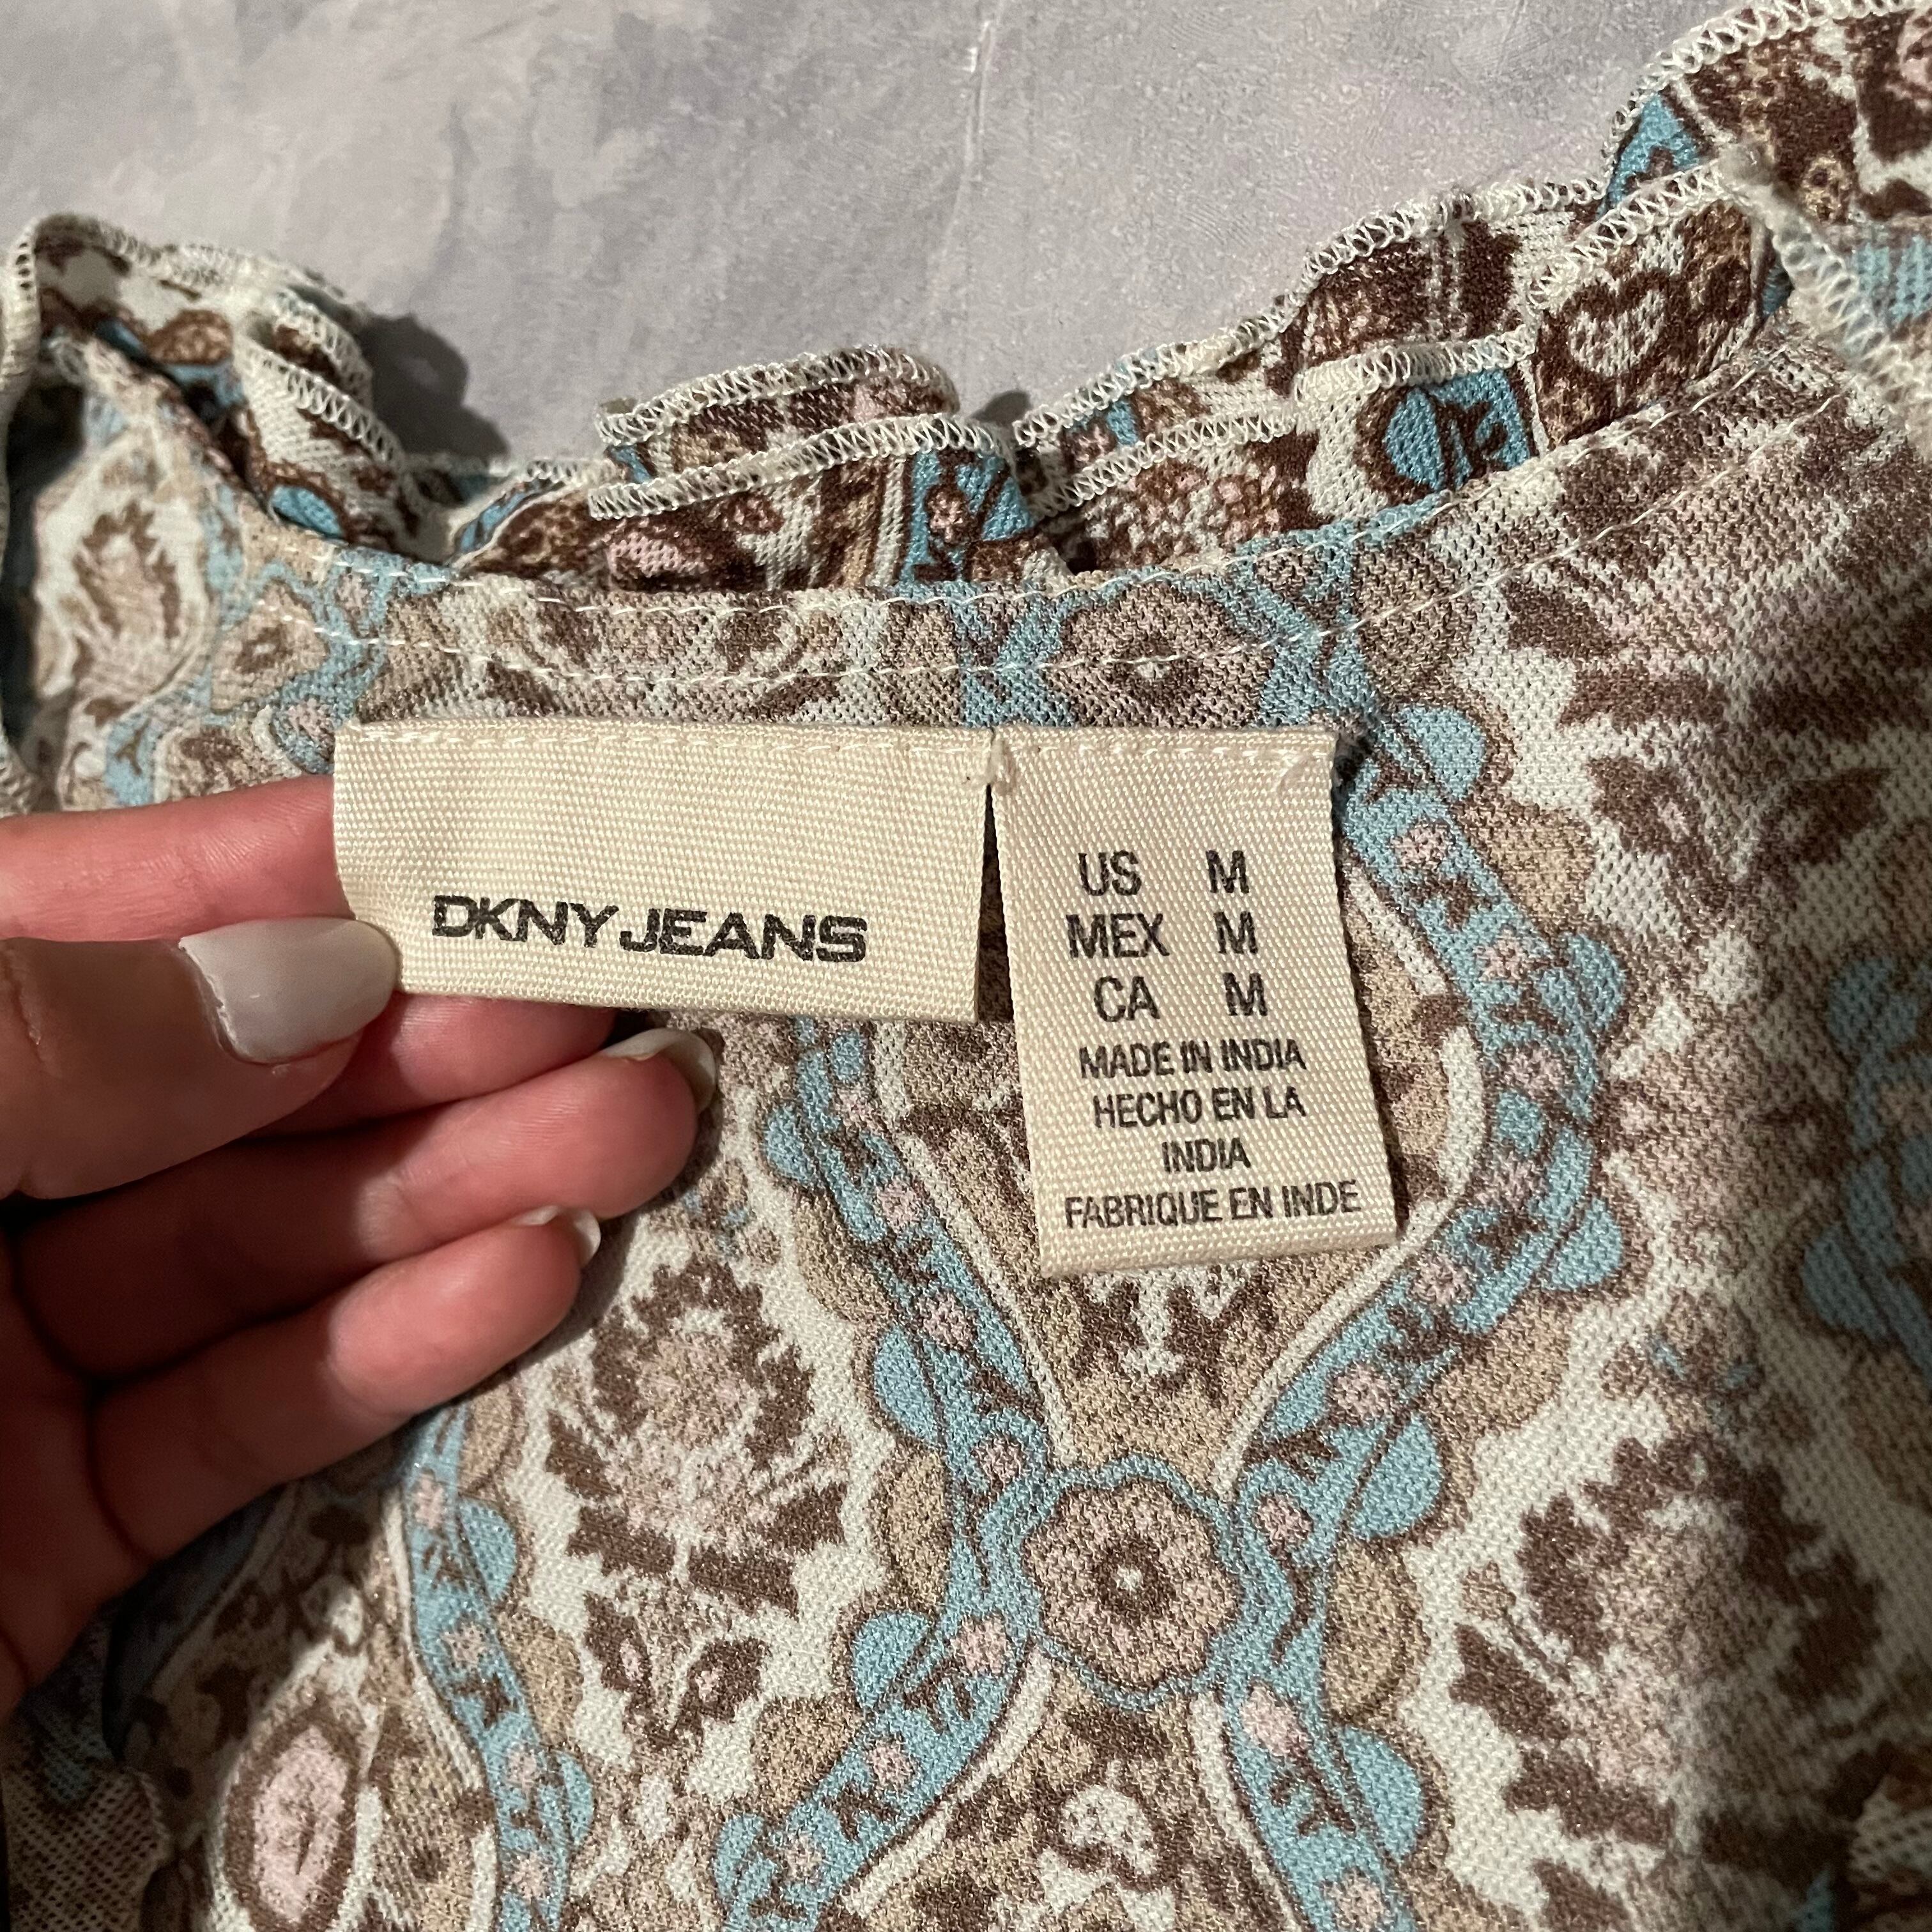 DKNY JEANS
US M
MEX M
CA M
MADE IN INDIA
HECHO EN LA
INDIA
FABRIQUE EN INDE